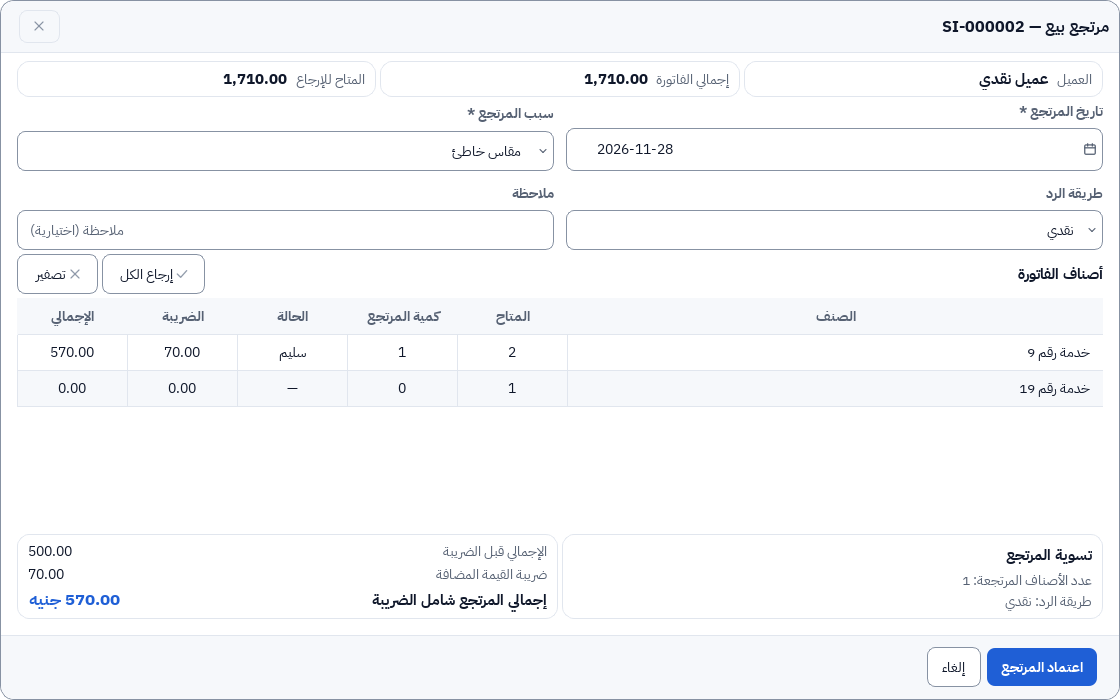 مرتجع بيع — SI-000002
العميل عميل نقدي
إجمالي الفاتورة 1,710.00
المتاح للإرجاع 1,710.00
تاريخ المرتجع *
2026-11-28
سبب المرتجع *
مقاس خاطئ
طريقة الرد
نقدي
ملاحظة
ملاحظة (اختيارية)
أصناف الفاتورة
إرجاع الكل
تصفير
الصنف المتاح كمية المرتجع الحالة الضريبة الإجمالي
خدمة رقم 9 2 1 سليم 70.00 570.00
خدمة رقم 19 1 0 — 0.00 0.00
تسوية المرتجع
عدد الأصناف المرتجعة: 1
طريقة الرد: نقدي
الإجمالي قبل الضريبة 500.00
ضريبة القيمة المضافة 70.00
إجمالي المرتجع شامل الضريبة 570.00 جنيه
اعتماد المرتجع
إلغاء